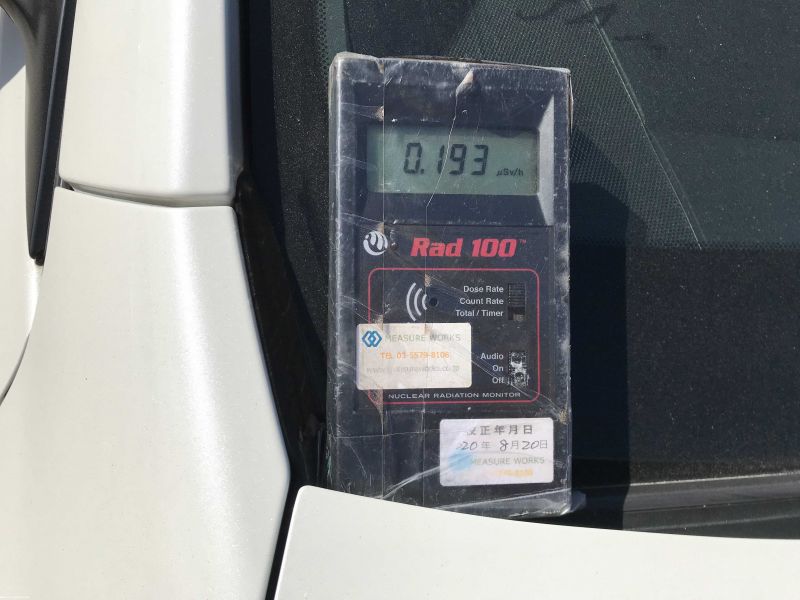 0.193 μSv/h
Rad 100™
Dose Rate
Count Rate
Total / Timer
MEASURE WORKS
TEL 03-5579-8106
Audio
On
Off
NUCLEAR RADIATION MONITOR
正年月日
20年 8月20日
MEASURE WORKS